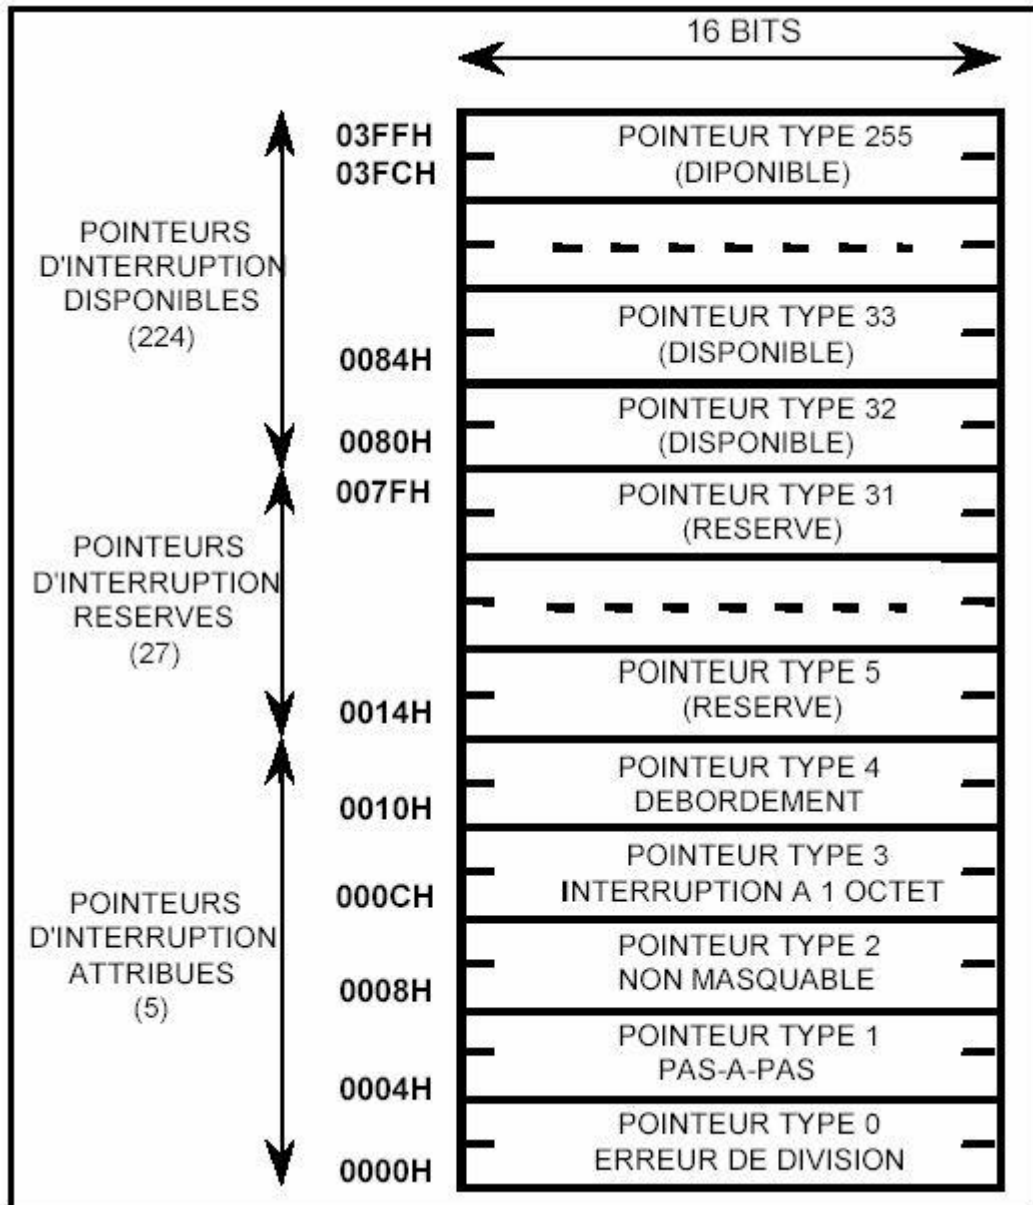 16 BITS
03FFH
03FCH
POINTEUR TYPE 255
(DIPONIBLE)
POINTEURS
D'INTERRUPTION
DISPONIBLES
(224)
0084H
POINTEUR TYPE 33
(DISPONIBLE)
0080H
POINTEUR TYPE 32
(DISPONIBLE)
007FH
POINTEUR TYPE 31
(RESERVE)
POINTEURS
D'INTERRUPTION
RESERVES
(27)
0014H
POINTEUR TYPE 5
(RESERVE)
0010H
POINTEUR TYPE 4
DEBORDEMENT
000CH
POINTEUR TYPE 3
INTERRUPTION A 1 OCTET
POINTEURS
D'INTERRUPTION
ATTRIBUES
(5)
0008H
POINTEUR TYPE 2
NON MASQUABLE
0004H
POINTEUR TYPE 1
PAS-A-PAS
0000H
POINTEUR TYPE 0
ERREUR DE DIVISION